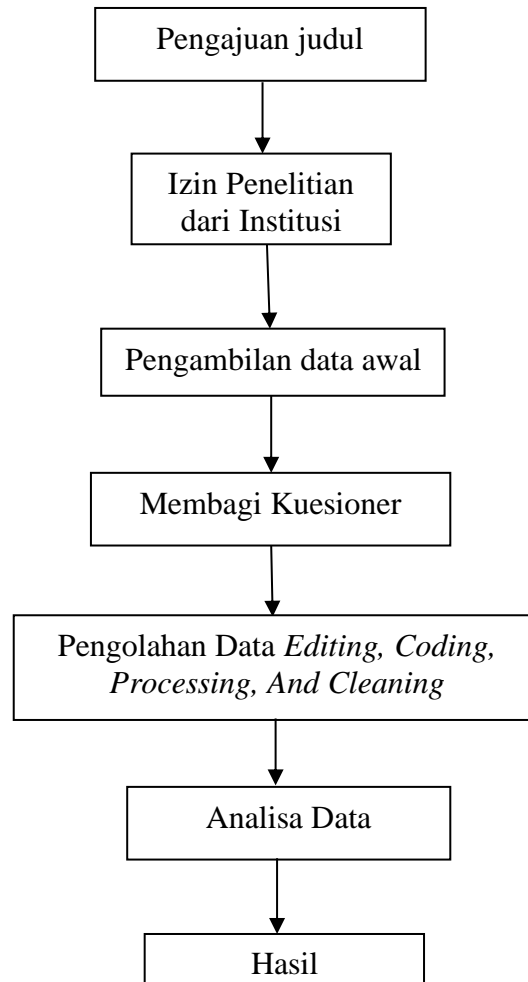 Pengajuan judul
Izin Penelitian
dari Institusi
Pengambilan data awal
Membagi Kuesioner
Pengolahan Data Editing, Coding,
Processing, And Cleaning
Analisa Data
Hasil